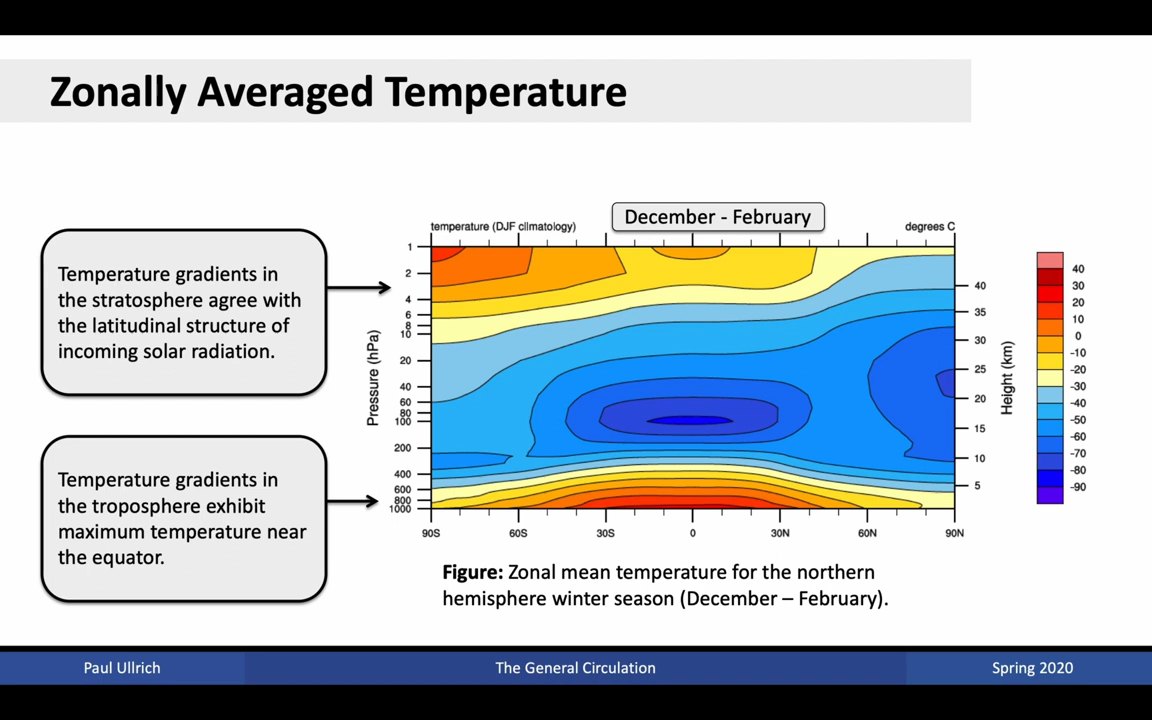 Zonally Averaged Temperature
Temperature gradients in
the stratosphere agree with
the latitudinal structure of
incoming solar radiation.
Temperature gradients in
the troposphere exhibit
maximum temperature near
the equator.
December - February
temperature (DJF climatology)
degrees C
Pressure (hPa)
1
2
4
6
8
10
20
40
60
80
100
200
400
600
800
1000
90S
60S
30S
0
30N
60N
90N
40
35
30
25
20
15
10
5
Height (km)
40
30
20
10
0
-10
-20
-30
-40
-50
-60
-70
-80
-90
Figure: Zonal mean temperature for the northern
hemisphere winter season (December – February).
Paul Ullrich
The General Circulation
Spring 2020